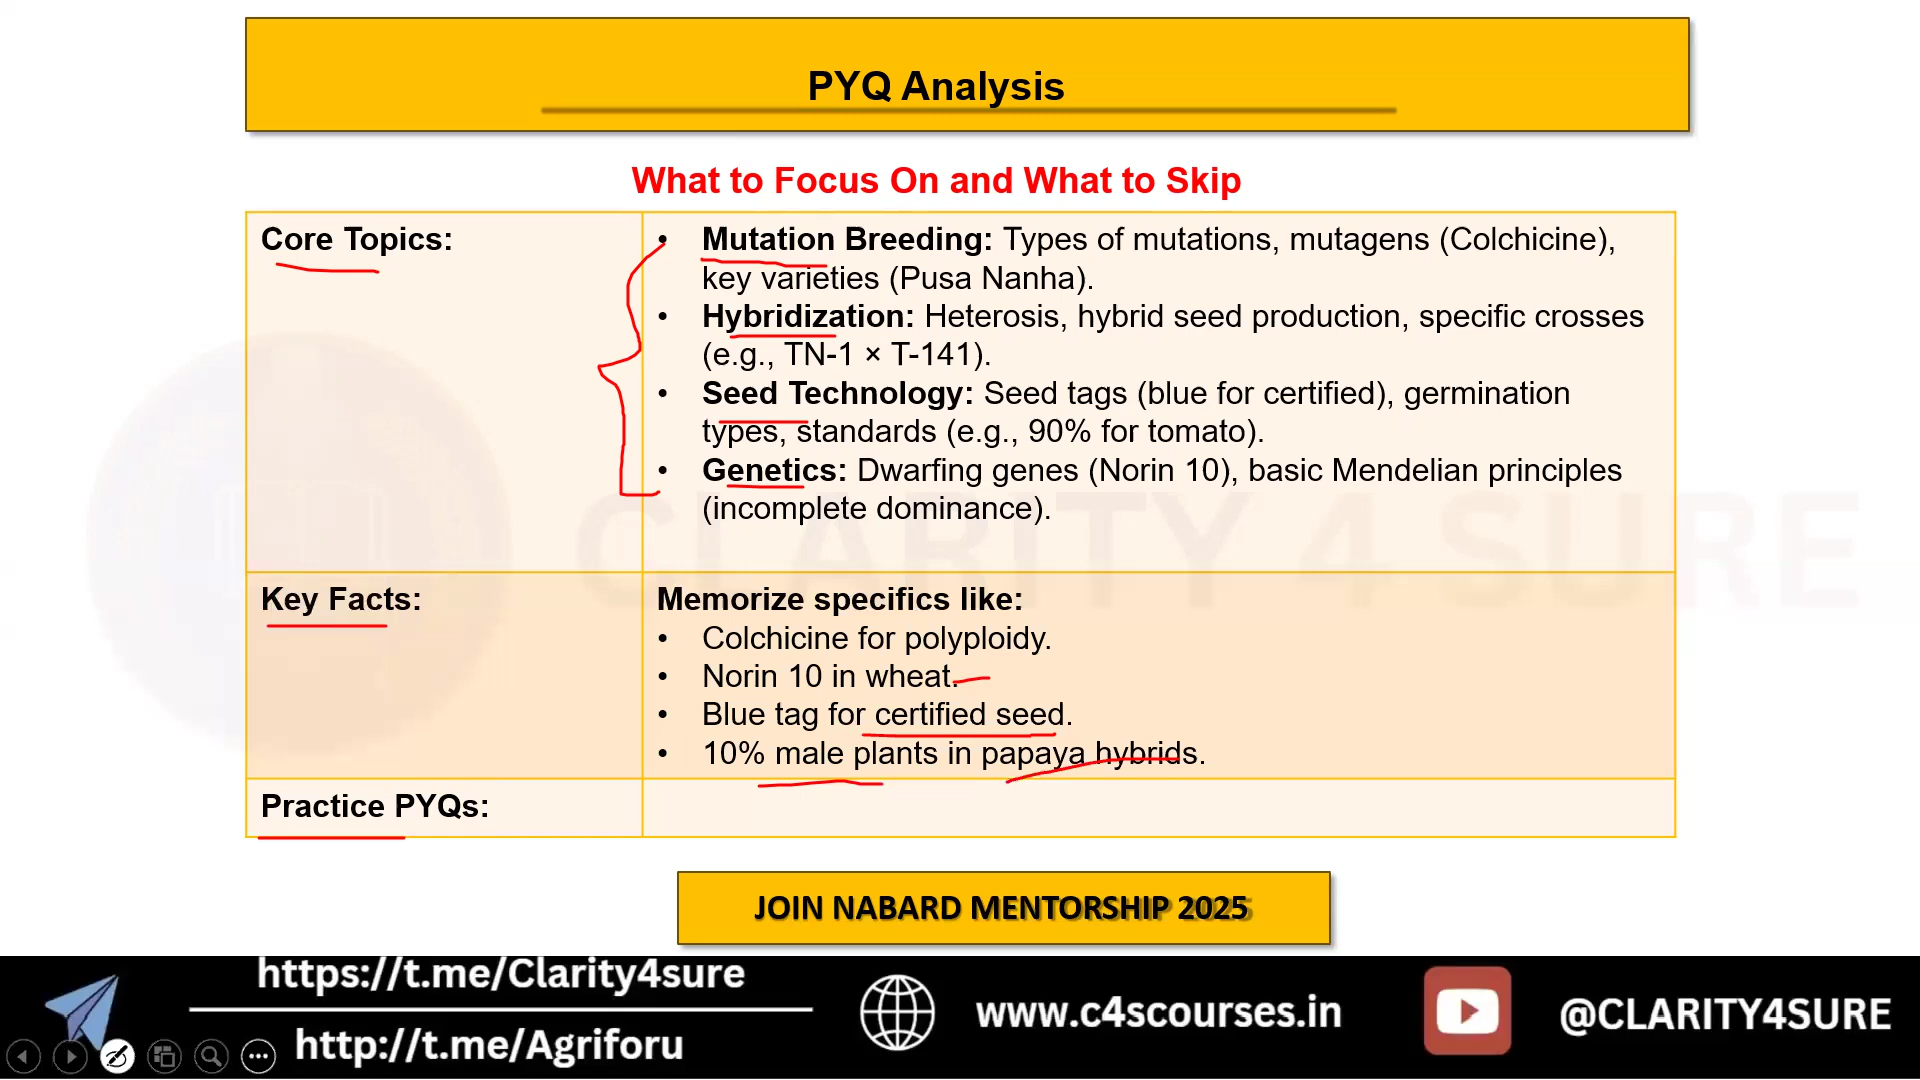 PYQ Analysis
What to Focus On and What to Skip
Core Topics:
• Mutation Breeding: Types of mutations, mutagens (Colchicine),
key varieties (Pusa Nanha).
• Hybridization: Heterosis, hybrid seed production, specific crosses
(e.g., TN-1 × T-141).
• Seed Technology: Seed tags (blue for certified), germination
types, standards (e.g., 90% for tomato).
• Genetics: Dwarfing genes (Norin 10), basic Mendelian principles
(incomplete dominance).
Key Facts:
Memorize specifics like:
• Colchicine for polyploidy.
• Norin 10 in wheat.
• Blue tag for certified seed.
• 10% male plants in papaya hybrids.
Practice PYQs:
CLARITY 4 SURE
JOIN NABARD MENTORSHIP 2025
https://t.me/Clarity4sure
http://t.me/Agriforu
www.c4scourses.in
@CLARITY4SURE